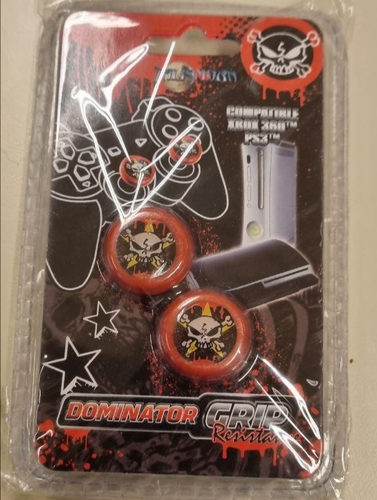 COMPATIBLE
XBOX 360™
PS3™
DOMINATOR GRIP